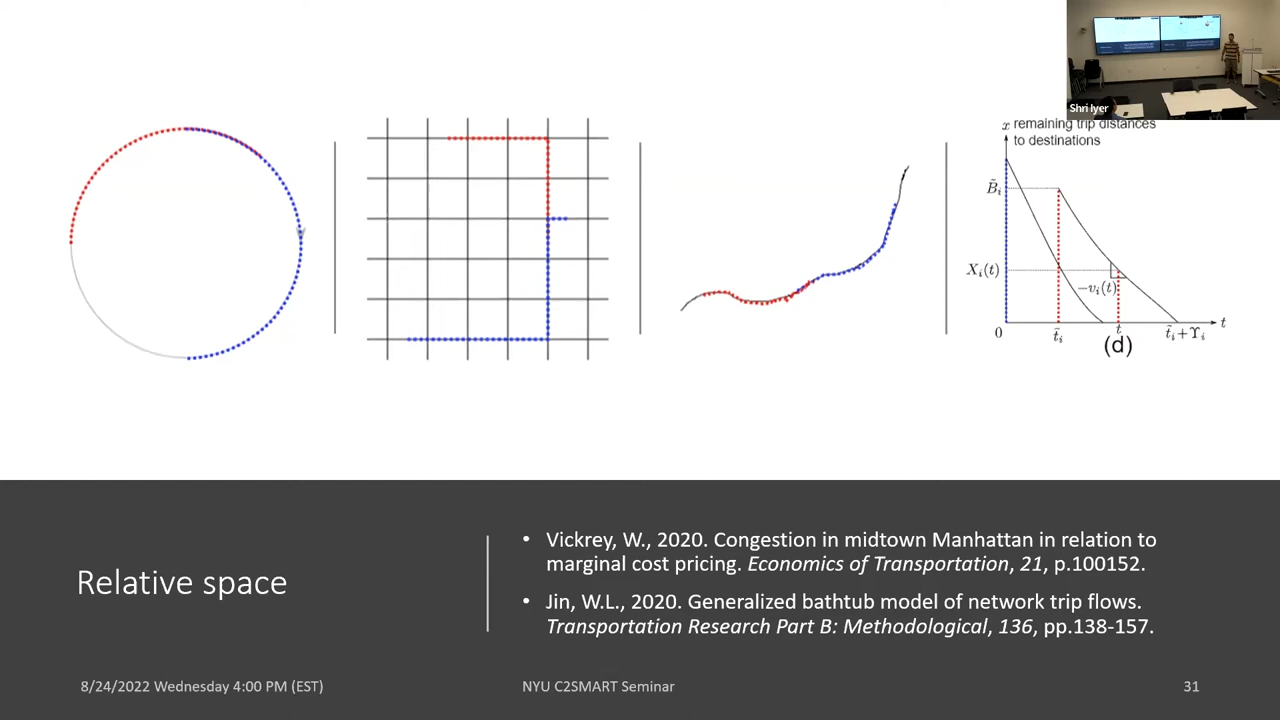 Shri Iyer
x
remaining trip distances
to destinations
B̃ᵢ
Xᵢ(t)
−vᵢ(t)
0
t̃ᵢ
t
t̃ᵢ + Υᵢ
t
(d)
Relative space
• Vickrey, W., 2020. Congestion in midtown Manhattan in relation to
marginal cost pricing. Economics of Transportation, 21, p.100152.
• Jin, W.L., 2020. Generalized bathtub model of network trip flows.
Transportation Research Part B: Methodological, 136, pp.138-157.
8/24/2022 Wednesday 4:00 PM (EST)
NYU C2SMART Seminar
31